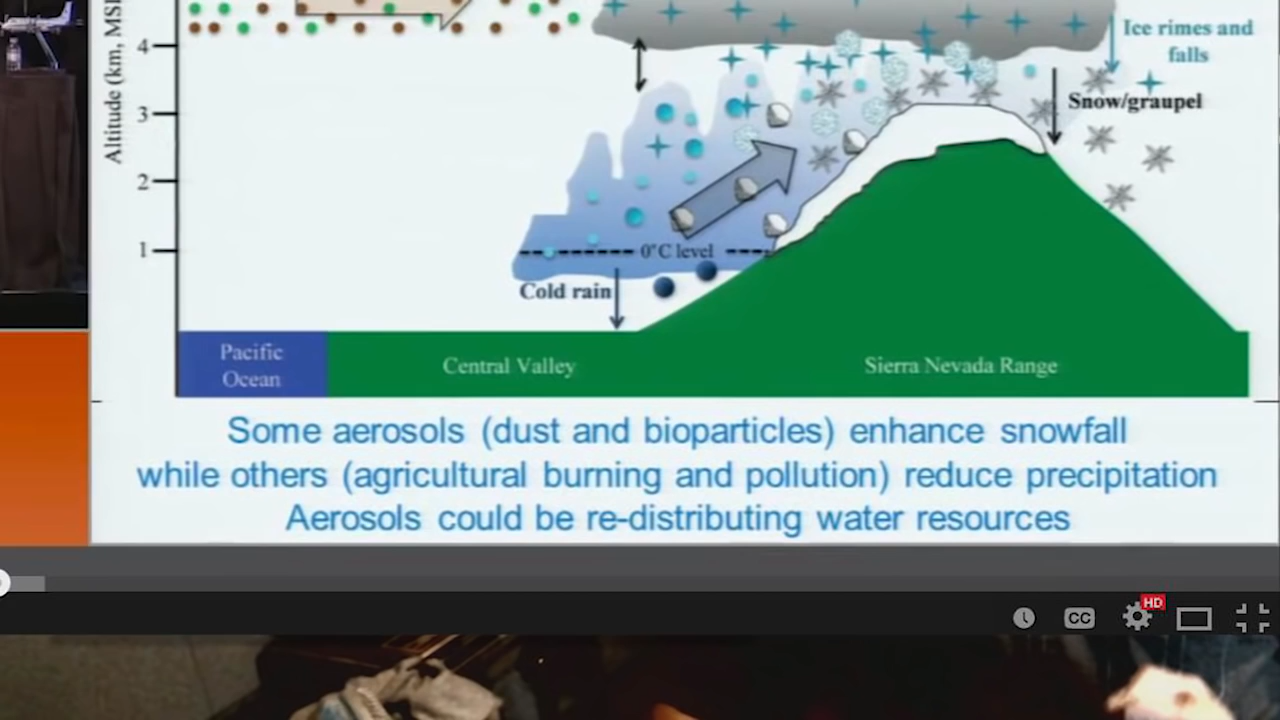 Altitude (km, MSL
4
3
2
1
Ice rimes and
falls
Snow/graupel
0°C level
Cold rain
Pacific
Ocean
Central Valley
Sierra Nevada Range
Some aerosols (dust and bioparticles) enhance snowfall
while others (agricultural burning and pollution) reduce precipitation
Aerosols could be re-distributing water resources
HD
CC